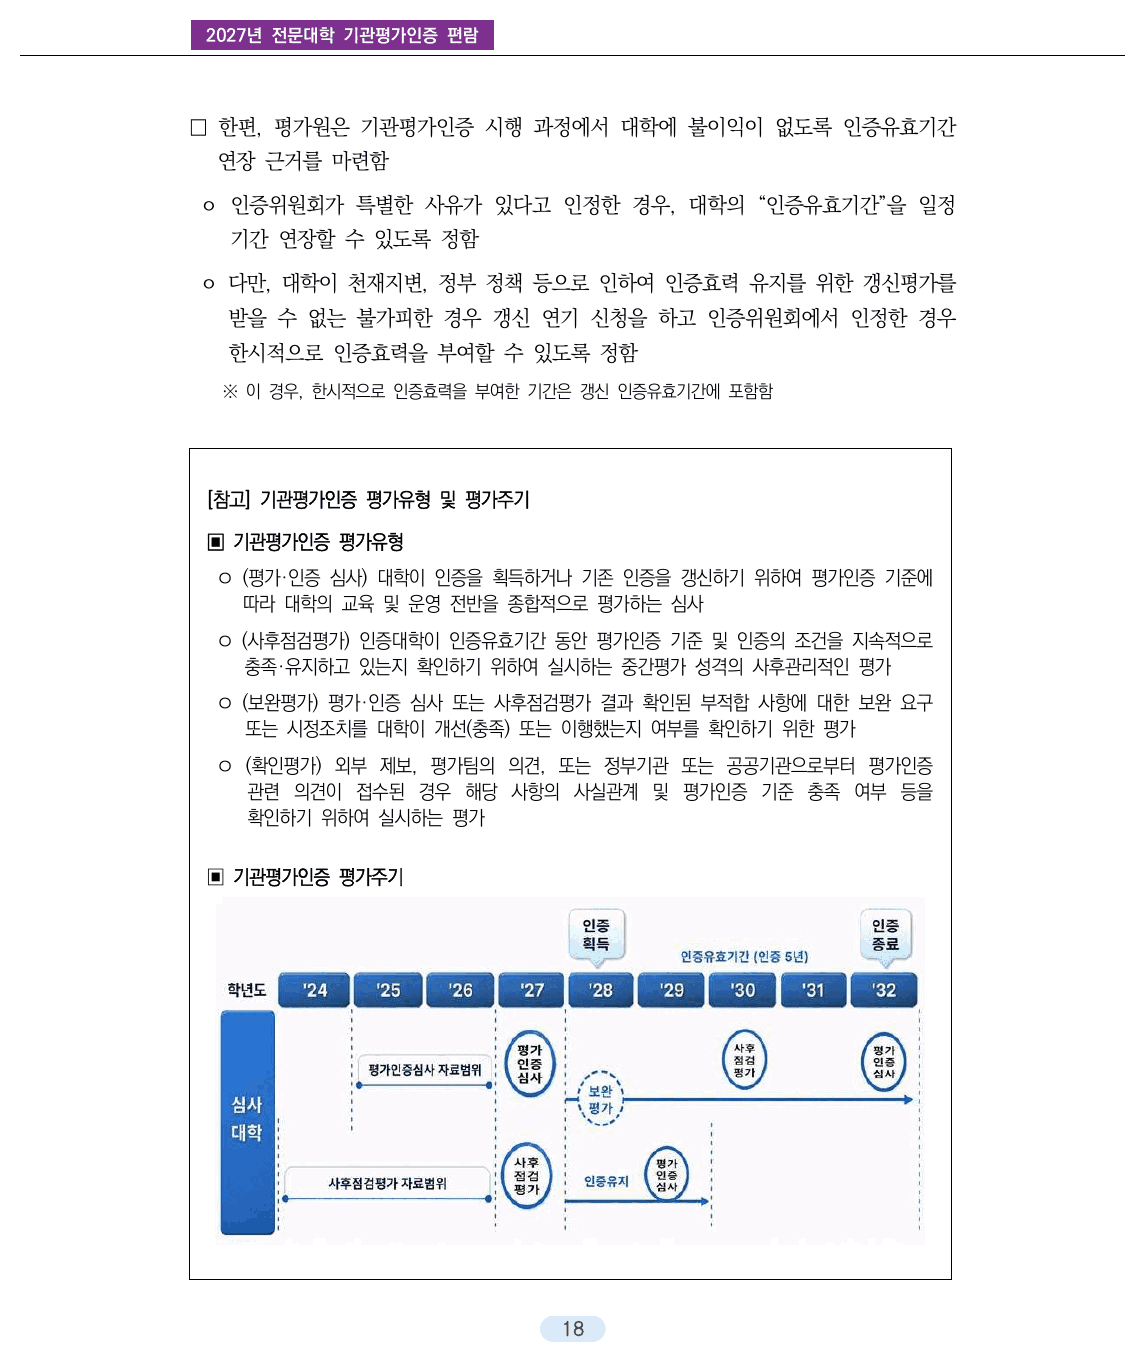 2027년 전문대학 기관평가인증 편람
□ 한편, 평가원은 기관평가인증 시행 과정에서 대학에 불이익이 없도록 인증유효기간
연장 근거를 마련함
ㅇ 인증위원회가 특별한 사유가 있다고 인정한 경우, 대학의 “인증유효기간”을 일정
기간 연장할 수 있도록 정함
ㅇ 다만, 대학이 천재지변, 정부 정책 등으로 인하여 인증효력 유지를 위한 갱신평가를
받을 수 없는 불가피한 경우 갱신 연기 신청을 하고 인증위원회에서 인정한 경우
한시적으로 인증효력을 부여할 수 있도록 정함
※ 이 경우, 한시적으로 인증효력을 부여한 기간은 갱신 인증유효기간에 포함함
[참고] 기관평가인증 평가유형 및 평가주기
▣ 기관평가인증 평가유형
ㅇ (평가·인증 심사) 대학이 인증을 획득하거나 기존 인증을 갱신하기 위하여 평가인증 기준에
따라 대학의 교육 및 운영 전반을 종합적으로 평가하는 심사
ㅇ (사후점검평가) 인증대학이 인증유효기간 동안 평가인증 기준 및 인증의 조건을 지속적으로
충족·유지하고 있는지 확인하기 위하여 실시하는 중간평가 성격의 사후관리적인 평가
ㅇ (보완평가) 평가·인증 심사 또는 사후점검평가 결과 확인된 부적합 사항에 대한 보완 요구
또는 시정조치를 대학이 개선(충족) 또는 이행했는지 여부를 확인하기 위한 평가
ㅇ (확인평가) 외부 제보, 평가팀의 의견, 또는 정부기관 또는 공공기관으로부터 평가인증
관련 의견이 접수된 경우 해당 사항의 사실관계 및 평가인증 기준 충족 여부 등을
확인하기 위하여 실시하는 평가
▣ 기관평가인증 평가주기
인증
획득
인증유효기간 (인증 5년)
인증
종료
학년도 '24 '25 '26 '27 '28 '29 '30 '31 '32
심사
대학
평가인증심사 자료범위
평가
인증
심사
보완
평가
사후
점검
평가
평가
인증
심사
사후점검평가 자료범위
사후
점검
평가
인증유지
평가
인증
심사
18